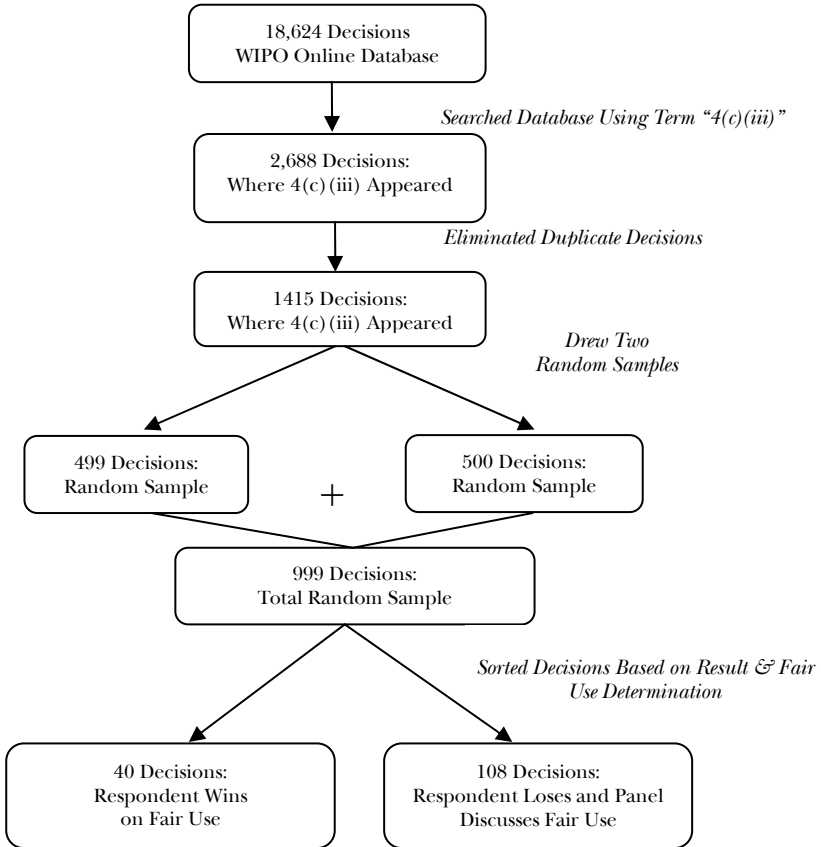 18,624 Decisions
WIPO Online Database
Searched Database Using Term “4(c)(iii)”
2,688 Decisions:
Where 4(c)(iii) Appeared
Eliminated Duplicate Decisions
1415 Decisions:
Where 4(c)(iii) Appeared
Drew Two
Random Samples
499 Decisions:
Random Sample
+
500 Decisions:
Random Sample
999 Decisions:
Total Random Sample
Sorted Decisions Based on Result & Fair
Use Determination
40 Decisions:
Respondent Wins
on Fair Use
108 Decisions:
Respondent Loses and Panel
Discusses Fair Use